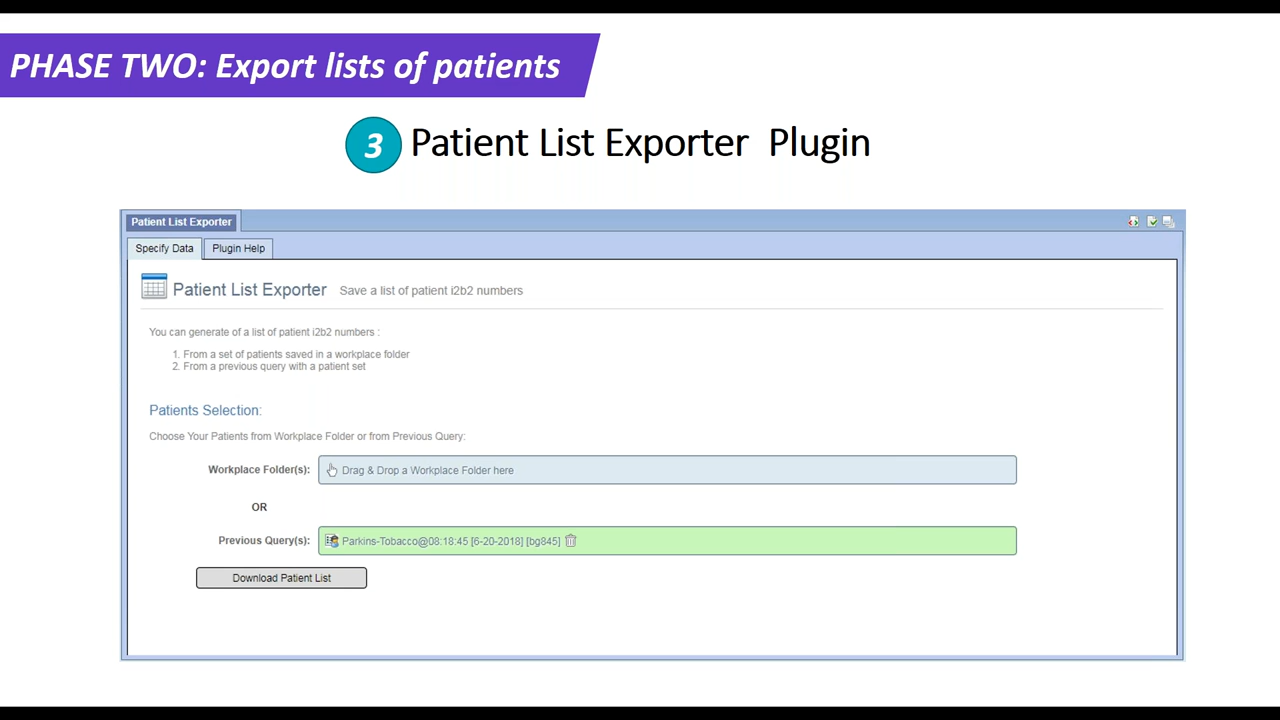 PHASE TWO: Export lists of patients
3 Patient List Exporter Plugin
Patient List Exporter
Specify Data Plugin Help
Patient List Exporter Save a list of patient i2b2 numbers
You can generate of a list of patient i2b2 numbers :
1. From a set of patients saved in a workplace folder
2. From a previous query with a patient set
Patients Selection:
Choose Your Patients from Workplace Folder or from Previous Query:
Workplace Folder(s): Drag & Drop a Workplace Folder here
OR
Previous Query(s): Parkins-Tobacco@08:18:45 [6-20-2018] [bg845]
Download Patient List